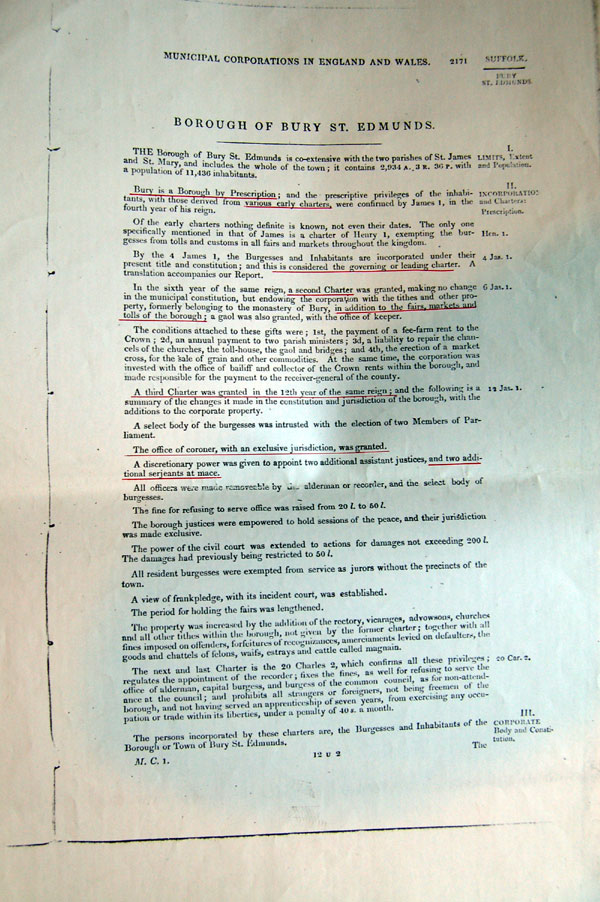 MUNICIPAL CORPORATIONS IN ENGLAND AND WALES. 2171
SUFFOLK.
BURY
ST. EDMUNDS.
BOROUGH OF BURY ST. EDMUNDS.
THE Borough of Bury St. Edmunds is co-extensive with the two parishes of St. James
and St. Mary, and includes the whole of the town; it contains 2,934 A. 3 R. 36 P. with
a population of 11,436 inhabitants.
I.
LIMITS, Extent
and Population.
Bury is a Borough by Prescription; and the prescriptive privileges of the inhabi-
tants, with those derived from various early charters, were confirmed by James 1, in the
fourth year of his reign.
II.
INCORPORATION
and Charters:
Prescription.
Of the early charters nothing definite is known, not even their dates. The only one
specifically mentioned in that of James is a charter of Henry 1, exempting the bur-
gesses from tolls and customs in all fairs and markets throughout the kingdom.
Hen. 1.
By the 4 James 1, the Burgesses and Inhabitants are incorporated under their
present title and constitution; and this is considered the governing or leading charter. A
translation accompanies our Report.
4 Jas. 1.
In the sixth year of the same reign, a second Charter was granted, making no change
in the municipal constitution, but endowing the corporation with the tithes and other pro-
perty, formerly belonging to the monastery of Bury, in addition to the fairs, markets and
tolls of the borough; a gaol was also granted, with the office of keeper.
6 Jas. 1.
The conditions attached to these gifts were; 1st, the payment of a fee-farm rent to the
Crown; 2d, an annual payment to two parish ministers; 3d, a liability to repair the chan-
cels of the churches, the toll-house, the gaol and bridges; and 4th, the erection of a market
cross, for the sale of grain and other commodities. At the same time, the corporation was
invested with the office of bailiff and collector of the Crown rents within the borough, and
made responsible for the payment to the receiver-general of the county.
A third Charter was granted in the 12th year of the same reign; and the following is a
summary of the changes it made in the constitution and jurisdiction of the borough, with the
additions to the corporate property.
12 Jas. 1.
A select body of the burgesses was intrusted with the election of two Members of Par-
liament.
The office of coroner, with an exclusive jurisdiction, was granted.
A discretionary power was given to appoint two additional assistant justices, and two addi-
tional serjeants at mace.
All officers were made removeable by the alderman or recorder, and the select body of
burgesses.
The fine for refusing to serve office was raised from 20 l. to 50 l.
The borough justices were empowered to hold sessions of the peace, and their jurisdiction
was made exclusive.
The power of the civil court was extended to actions for damages not exceeding 200 l.
The damages had previously being restricted to 50 l.
All resident burgesses were exempted from service as jurors without the precincts of the
town.
A view of frankpledge, with its incident court, was established.
The period for holding the fairs was lengthened.
The property was increased by the addition of the rectory, vicarages, advowsons, churches
and all other tithes within the borough, not given by the former charter; together with all
fines imposed on offenders, forfeitures of recognizances, amerciaments levied on defaulters, the
goods and chattels of felons, waifs, estrays and cattle called magnain.
The next and last Charter is the 20 Charles 2, which confirms all these privileges;
regulates the appointment of the recorder; fixes the fines, as well for refusing to serve the
office of alderman, capital burgess, and burgess of the common council, as for non-attend-
ance at the council; and prohibits all strangers or foreigners, not being freemen of the
borough, and not having served an apprenticeship of seven years, from exercising any occu-
pation or trade within its liberties, under a penalty of 40 s. a month.
20 Car. 2.
The persons incorporated by these charters are, the Burgesses and Inhabitants of the
Borough or Town of Bury St. Edmunds.
III.
CORPORATE
Body and Consti-
tution.
The
M. C. 1.
12 U 2